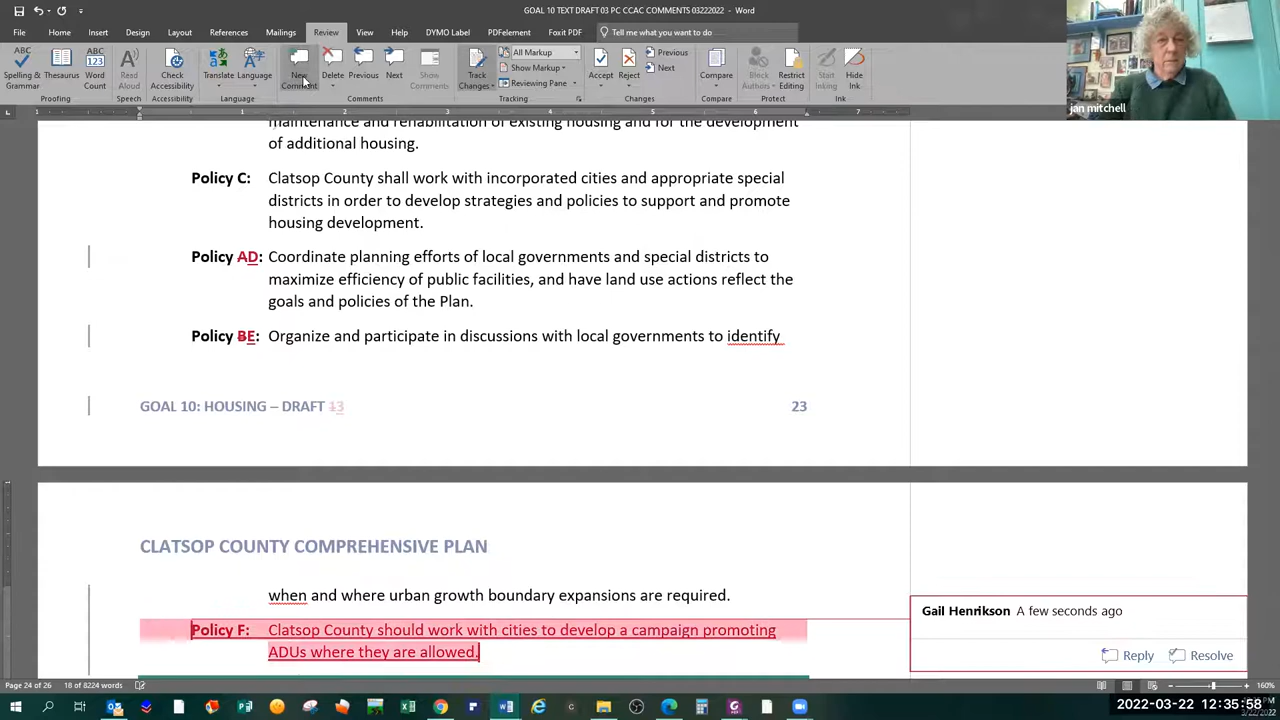 GOAL 10 TEXT DRAFT 03 PC CCAC COMMENTS 03222022 - Word
File Home Insert Design Layout References Mailings Review View Help DYMO Label PDFelement Foxit PDF Tell me what you want to do
jan mitchell
ABC ABC 123
Spelling & Grammar Thesaurus Word Count Read Aloud Check Accessibility Translate Language New Comment Delete Previous Next Show Comments Track Changes
All Markup
Show Markup
Reviewing Pane
Accept Reject
Previous
Next
Compare Block Authors Restrict Editing Start Inking Hide Ink
Proofing Speech Accessibility Language Comments Tracking Changes Compare Protect Ink
1 2 3 4 5 6 7
maintenance and rehabilitation of existing housing and for the development
of additional housing.
Policy C: Clatsop County shall work with incorporated cities and appropriate special
districts in order to develop strategies and policies to support and promote
housing development.
Policy AD: Coordinate planning efforts of local governments and special districts to
maximize efficiency of public facilities, and have land use actions reflect the
goals and policies of the Plan.
Policy BE: Organize and participate in discussions with local governments to identify
GOAL 10: HOUSING – DRAFT 13 23
CLATSOP COUNTY COMPREHENSIVE PLAN
when and where urban growth boundary expansions are required.
Policy F: Clatsop County should work with cities to develop a campaign promoting
ADUs where they are allowed.
Gail Henrikson A few seconds ago
Reply Resolve
Page 24 of 26 18 of 8224 words 160%
2022-03-22 12:35:58